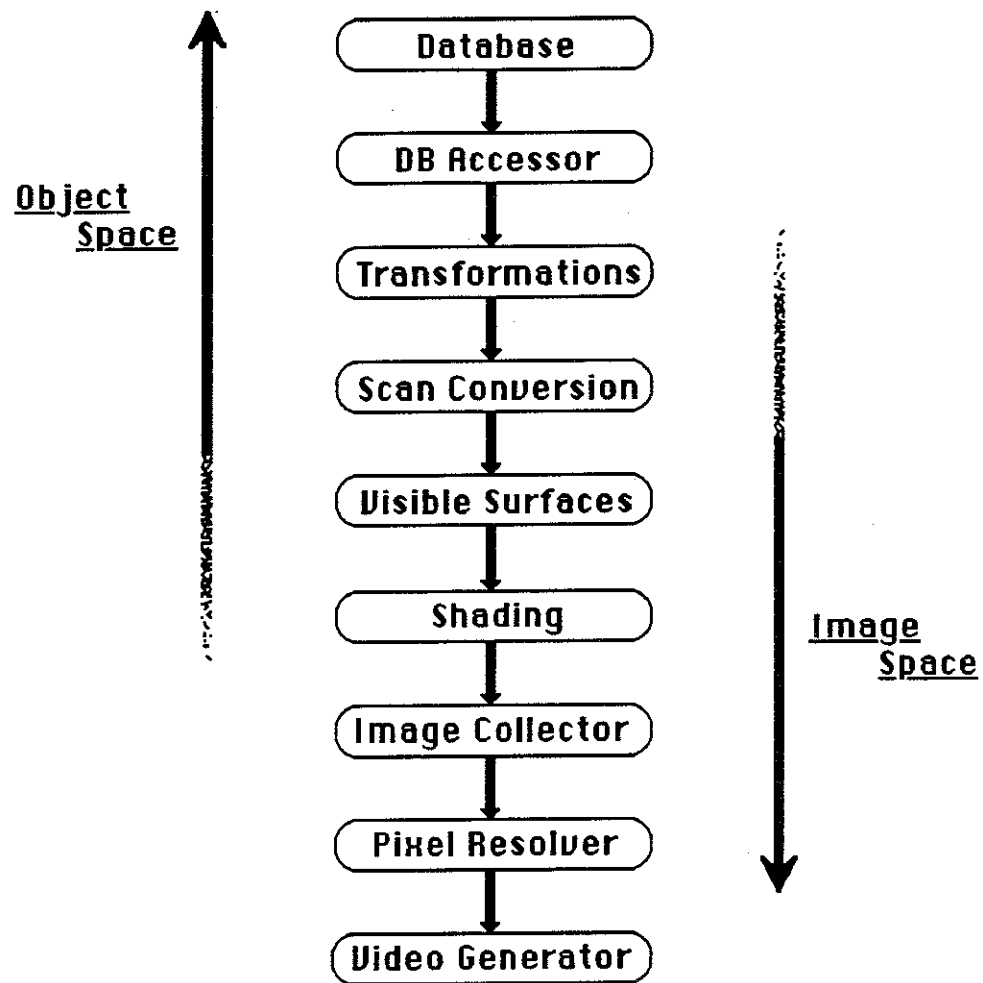 Database
DB Accessor
Object
Space
Transformations
Scan Conversion
Visible Surfaces
Shading
Image
Space
Image Collector
Pixel Resolver
Video Generator